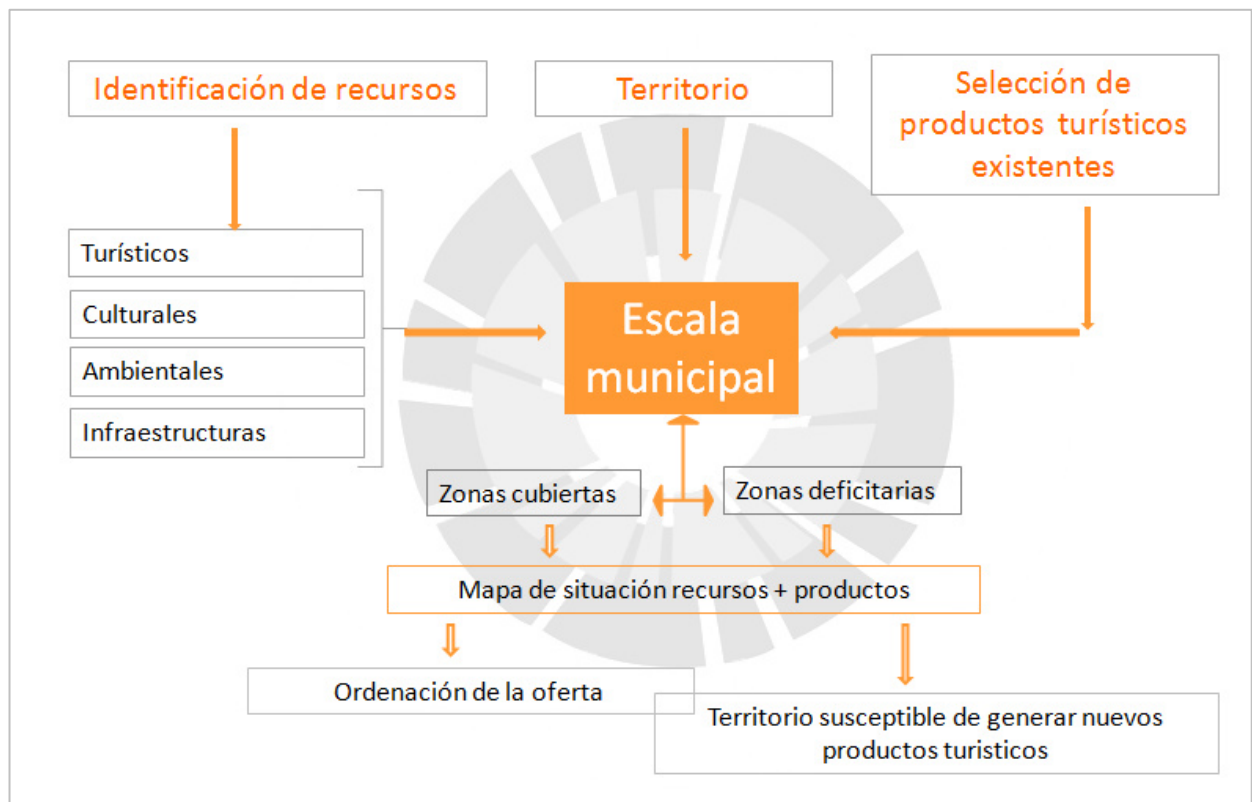 Identificación de recursos
Territorio
Selección de
productos turísticos
existentes
Turísticos
Culturales
Ambientales
Infraestructuras
Escala
municipal
Zonas cubiertas
Zonas deficitarias
Mapa de situación recursos + productos
Ordenación de la oferta
Territorio susceptible de generar nuevos
productos turisticos